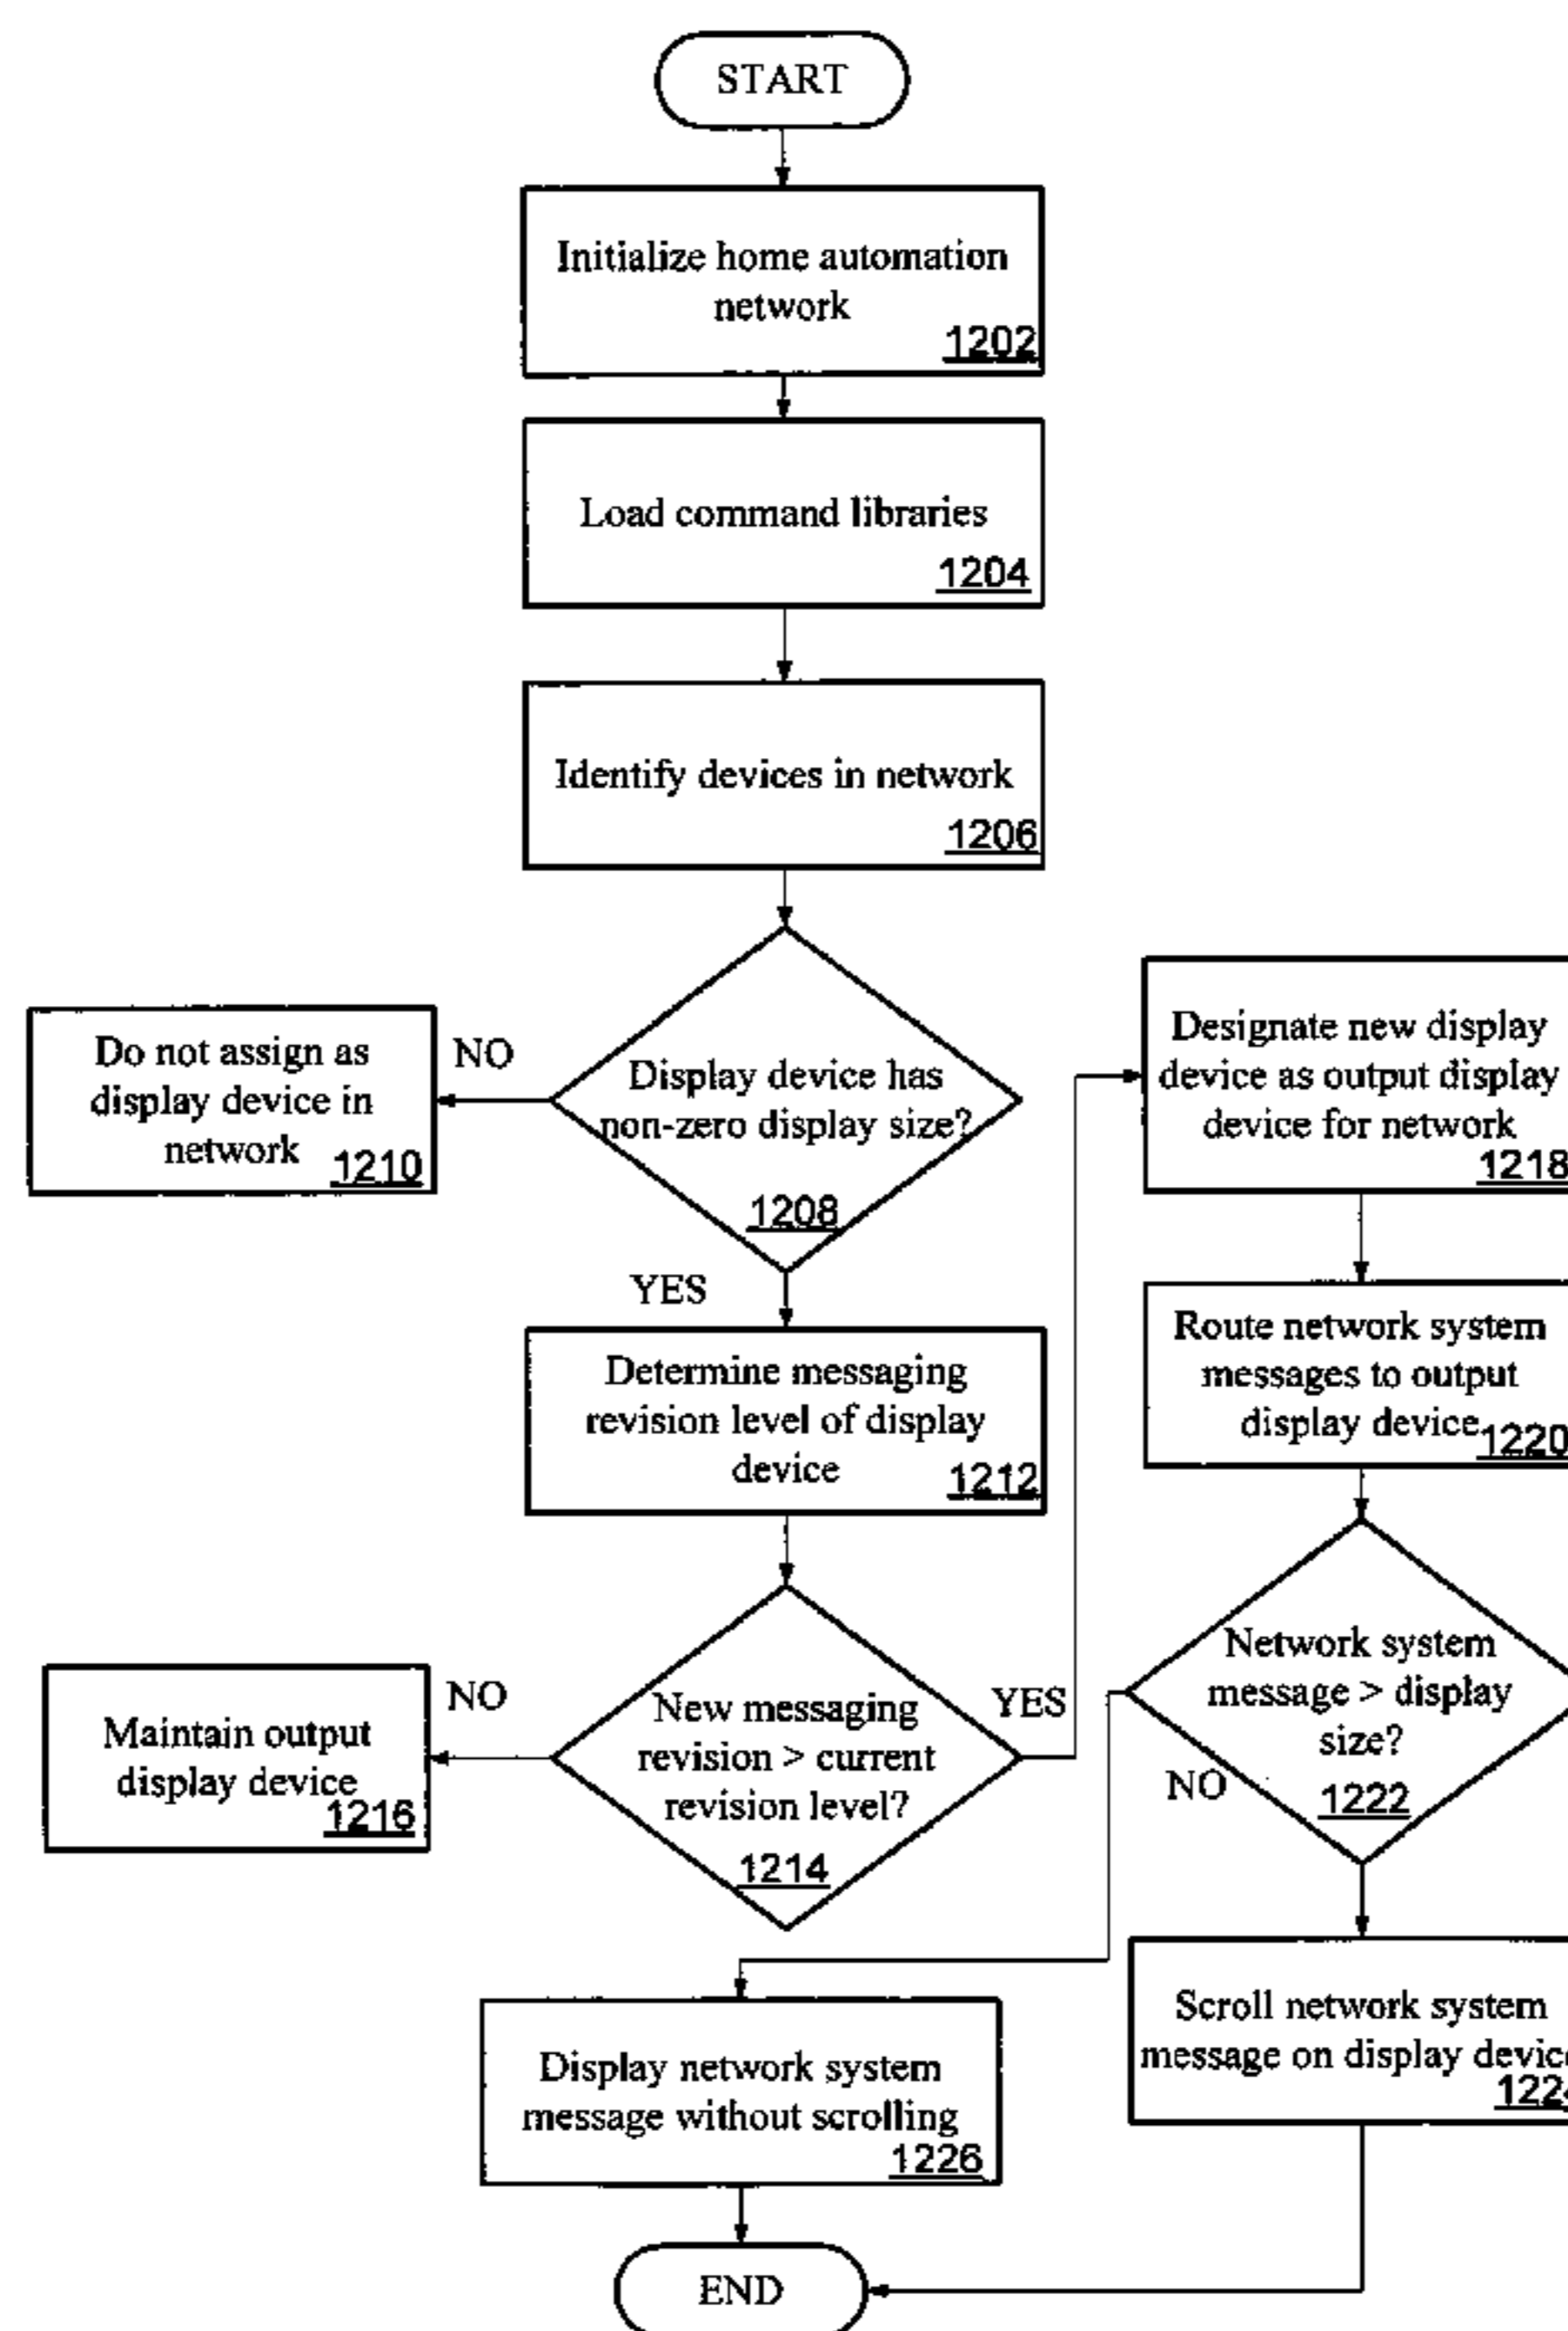 START
Initialize home automation
network
1202
Load command libraries
1204
Identify devices in network
1206
Display device has
non-zero display size?
1208
NO
Do not assign as
display device in
network
1210
YES
Determine messaging
revision level of display
device
1212
New messaging
revision > current
revision level?
1214
NO
Maintain output
display device
1216
YES
Designate new display
device as output display
device for network
1218
Route network system
messages to output
display device
1220
Network system
message > display
size?
1222
NO
Scroll network system
message on display
Display network system
message without scrolling
1226
END